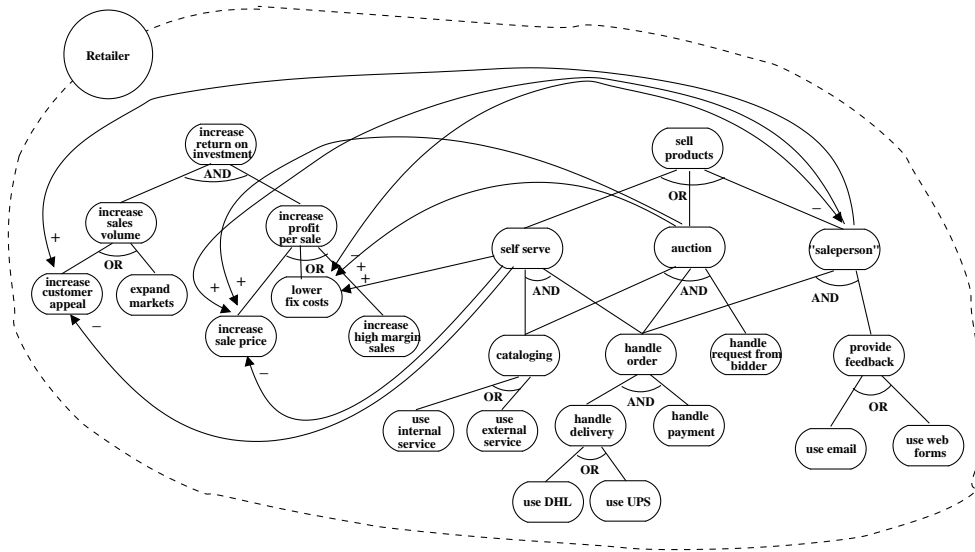 Retailer
increase
return on
investment
AND
sell
products
OR
increase
sales
volume
OR
increase
profit
per sale
OR
self serve
AND
auction
AND
"saleperson"
AND
−
+
−
+
+
+
+
increase
customer
appeal
−
expand
markets
lower
fix costs
increase
sale price
−
increase
high margin
sales
cataloging
OR
handle
order
AND
handle
request from
bidder
provide
feedback
OR
use
internal
service
use
external
service
handle
delivery
OR
handle
payment
use email
use web
forms
use DHL
use UPS